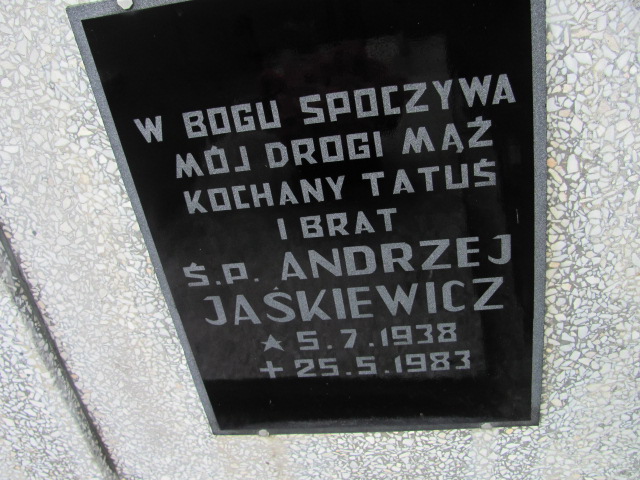 W BOGU SPOCZYWA
MÓJ DROGI MĄŻ
KOCHANY TATUŚ
I BRAT
Ś.P. ANDRZEJ
JAŚKIEWICZ
★ 5.7.1938
+ 25.5.1983